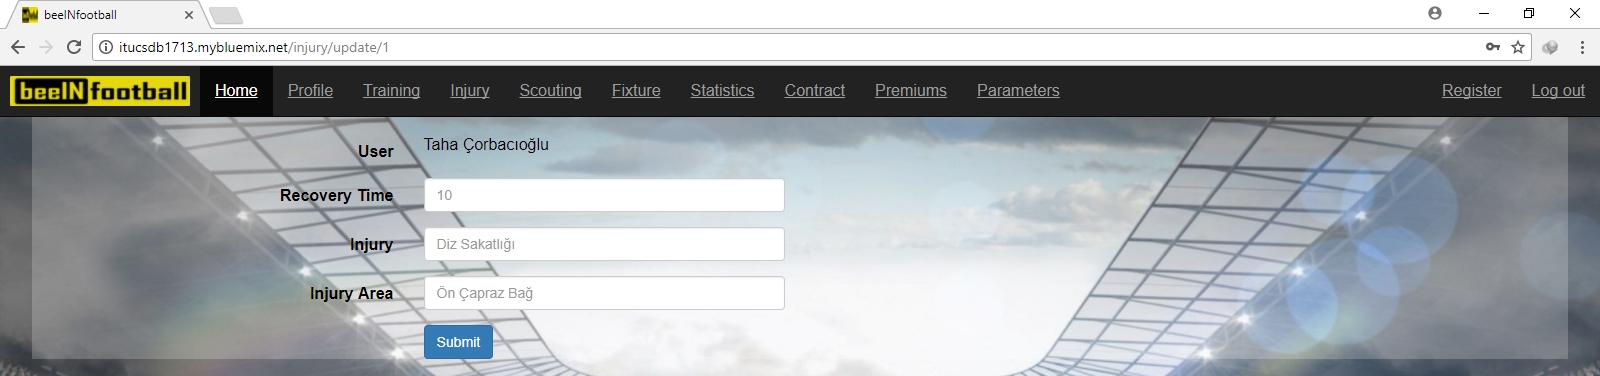 beeINfootball
itucsdb1713.mybluemix.net/injury/update/1
beeINfootball Home Profile Training Injury Scouting Fixture Statistics Contract Premiums Parameters Register Log out
User Taha Çorbacıoğlu
Recovery Time 10
Injury Diz Sakatlığı
Injury Area Ön Çapraz Bağ
Submit